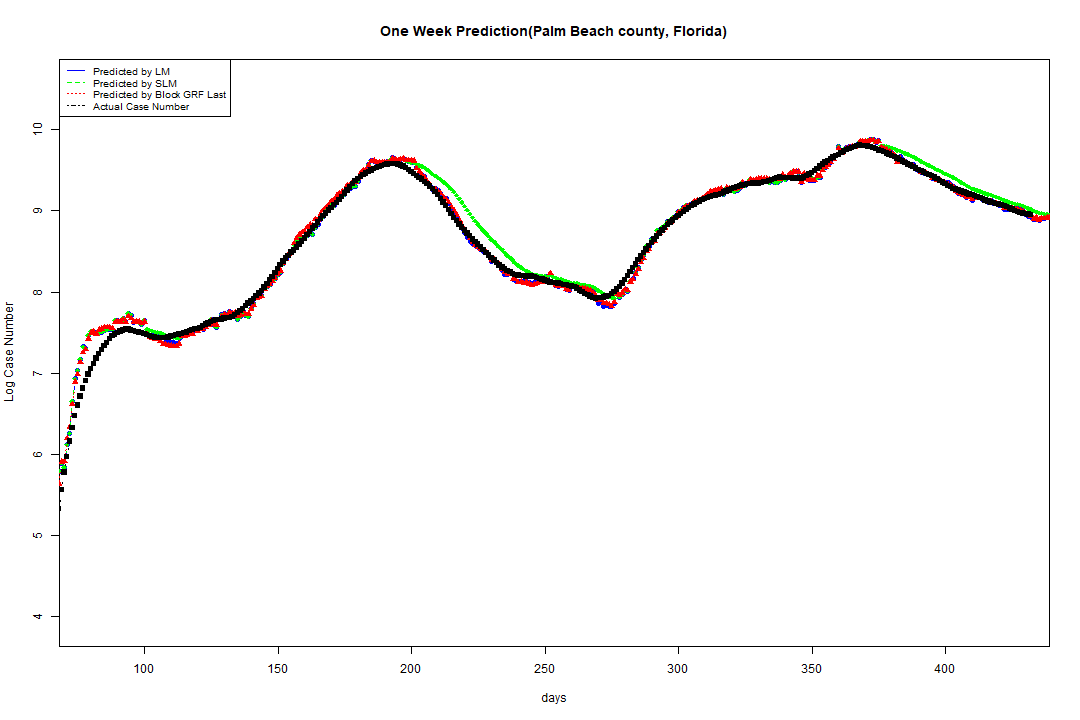 One Week Prediction(Palm Beach county, Florida)
Predicted by LM
Predicted by SLM
Predicted by Block GRF Last
Actual Case Number
10
9
8
7
6
5
4
Log Case Number
100 150 200 250 300 350 400
days